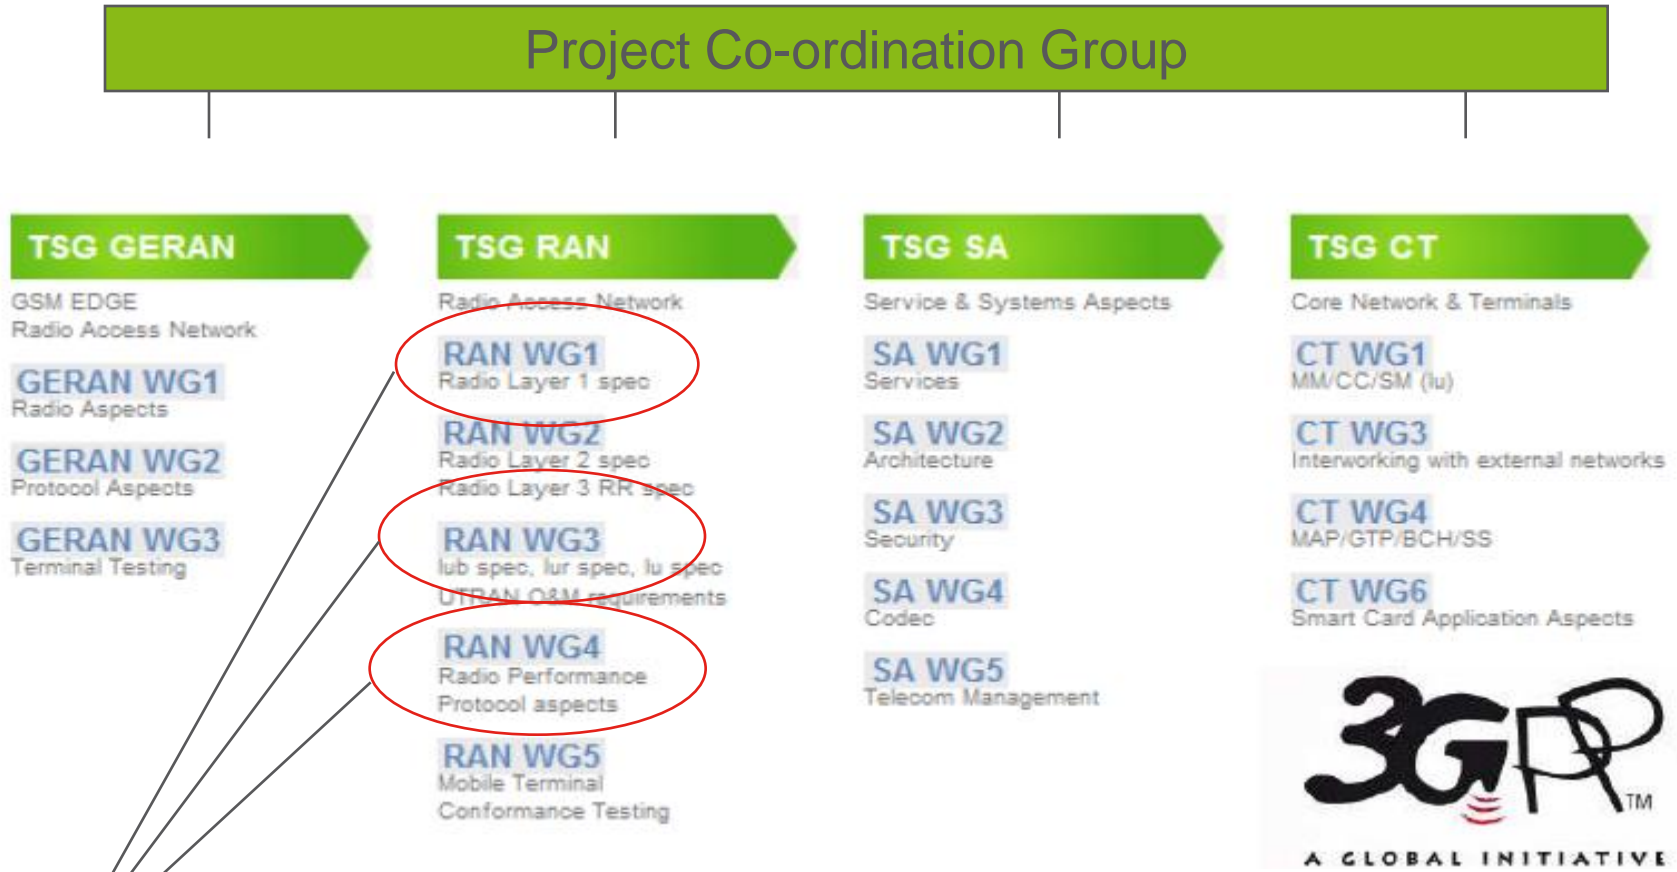 Project Co-ordination Group
TSG GERAN
GSM EDGE
Radio Access Network
GERAN WG1
Radio Aspects
GERAN WG2
Protocol Aspects
GERAN WG3
Terminal Testing
TSG RAN
Radio Access Network
RAN WG1
Radio Layer 1 spec
RAN WG2
Radio Layer 2 spec
Radio Layer 3 RR spec
RAN WG3
Iub spec, Iur spec, Iu spec
UTRAN O&M requirements
RAN WG4
Radio Performance
Protocol aspects
RAN WG5
Mobile Terminal
Conformance Testing
TSG SA
Service & Systems Aspects
SA WG1
Services
SA WG2
Architecture
SA WG3
Security
SA WG4
Codec
SA WG5
Telecom Management
TSG CT
Core Network & Terminals
CT WG1
MM/CC/SM (Iu)
CT WG3
Interworking with external networks
CT WG4
MAP/GTP/BCH/SS
CT WG6
Smart Card Application Aspects
3GPP TM
A GLOBAL INITIATIVE